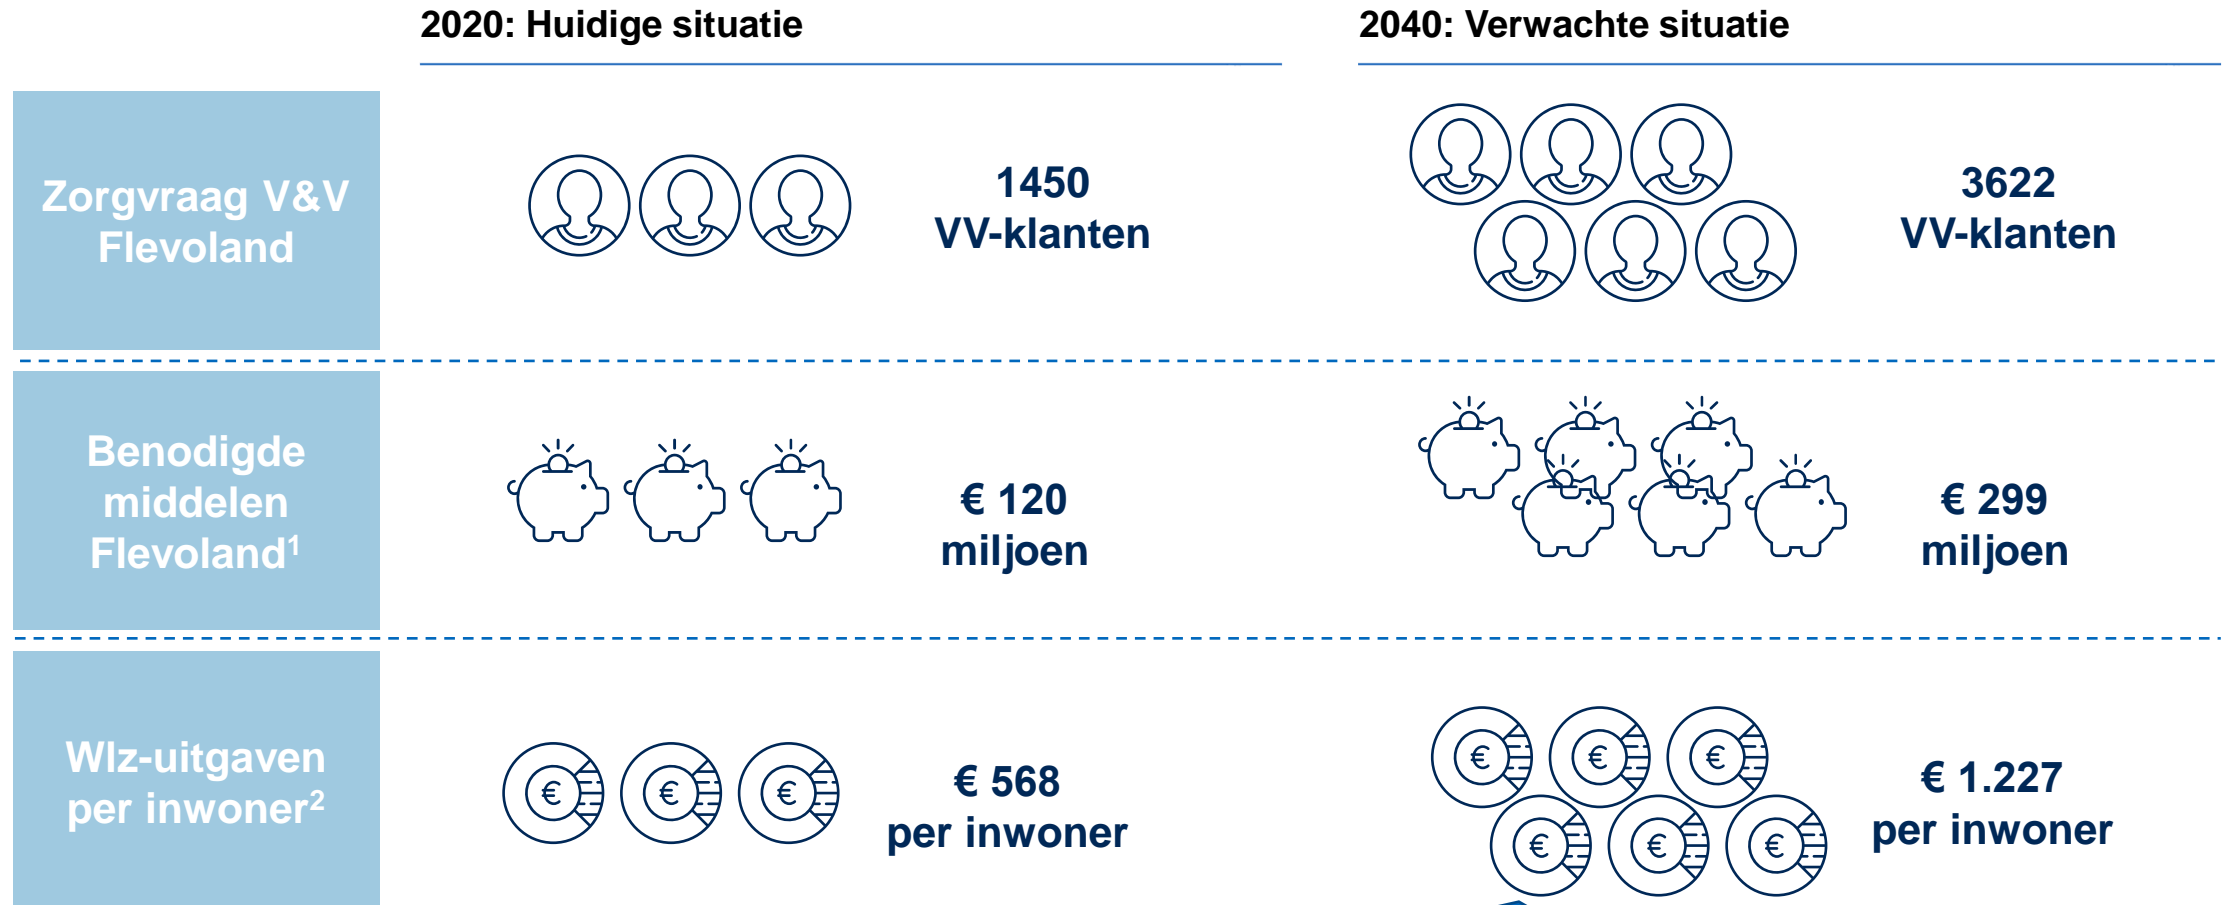 2020: Huidige situatie
2040: Verwachte situatie
Zorgvraag V&V
Flevoland
1450
VV-klanten
3622
VV-klanten
Benodigde
middelen
Flevoland¹
€ 120
miljoen
€ 299
miljoen
Wlz-uitgaven
per inwoner²
€ € €
€ 568
per inwoner
€ € €
€ € €
€ 1.227
per inwoner